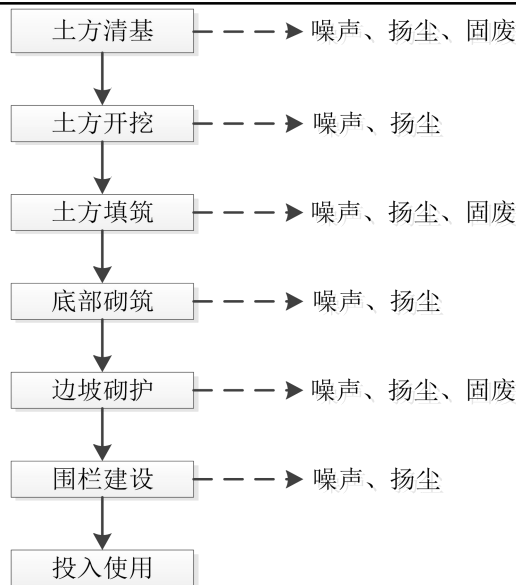 土方清基 噪声、扬尘、固废
土方开挖 噪声、扬尘
土方填筑 噪声、扬尘、固废
底部砌筑 噪声、扬尘
边坡砌护 噪声、扬尘、固废
围栏建设 噪声、扬尘
投入使用